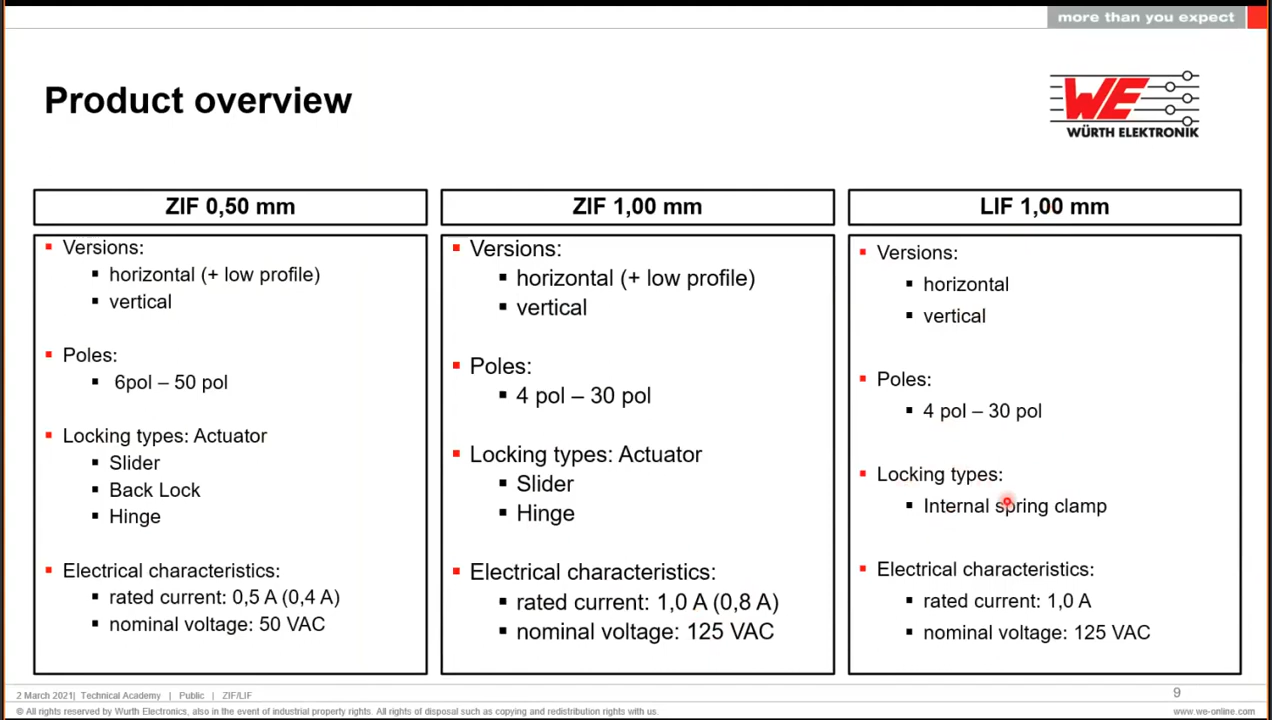 more than you expect
Product overview
WE
WÜRTH ELEKTRONIK
ZIF 0,50 mm
Versions:
horizontal (+ low profile)
vertical
Poles:
6pol – 50 pol
Locking types: Actuator
Slider
Back Lock
Hinge
Electrical characteristics:
rated current: 0,5 A (0,4 A)
nominal voltage: 50 VAC
ZIF 1,00 mm
Versions:
horizontal (+ low profile)
vertical
Poles:
4 pol – 30 pol
Locking types: Actuator
Slider
Hinge
Electrical characteristics:
rated current: 1,0 A (0,8 A)
nominal voltage: 125 VAC
LIF 1,00 mm
Versions:
horizontal
vertical
Poles:
4 pol – 30 pol
Locking types:
Internal spring clamp
Electrical characteristics:
rated current: 1,0 A
nominal voltage: 125 VAC
2 March 2021| Technical Academy | Public | ZIF/LIF
9
© All rights reserved by Wurth Electronics, also in the event of industrial property rights. All rights of disposal such as copying and redistribution rights with us.
www.we-online.com